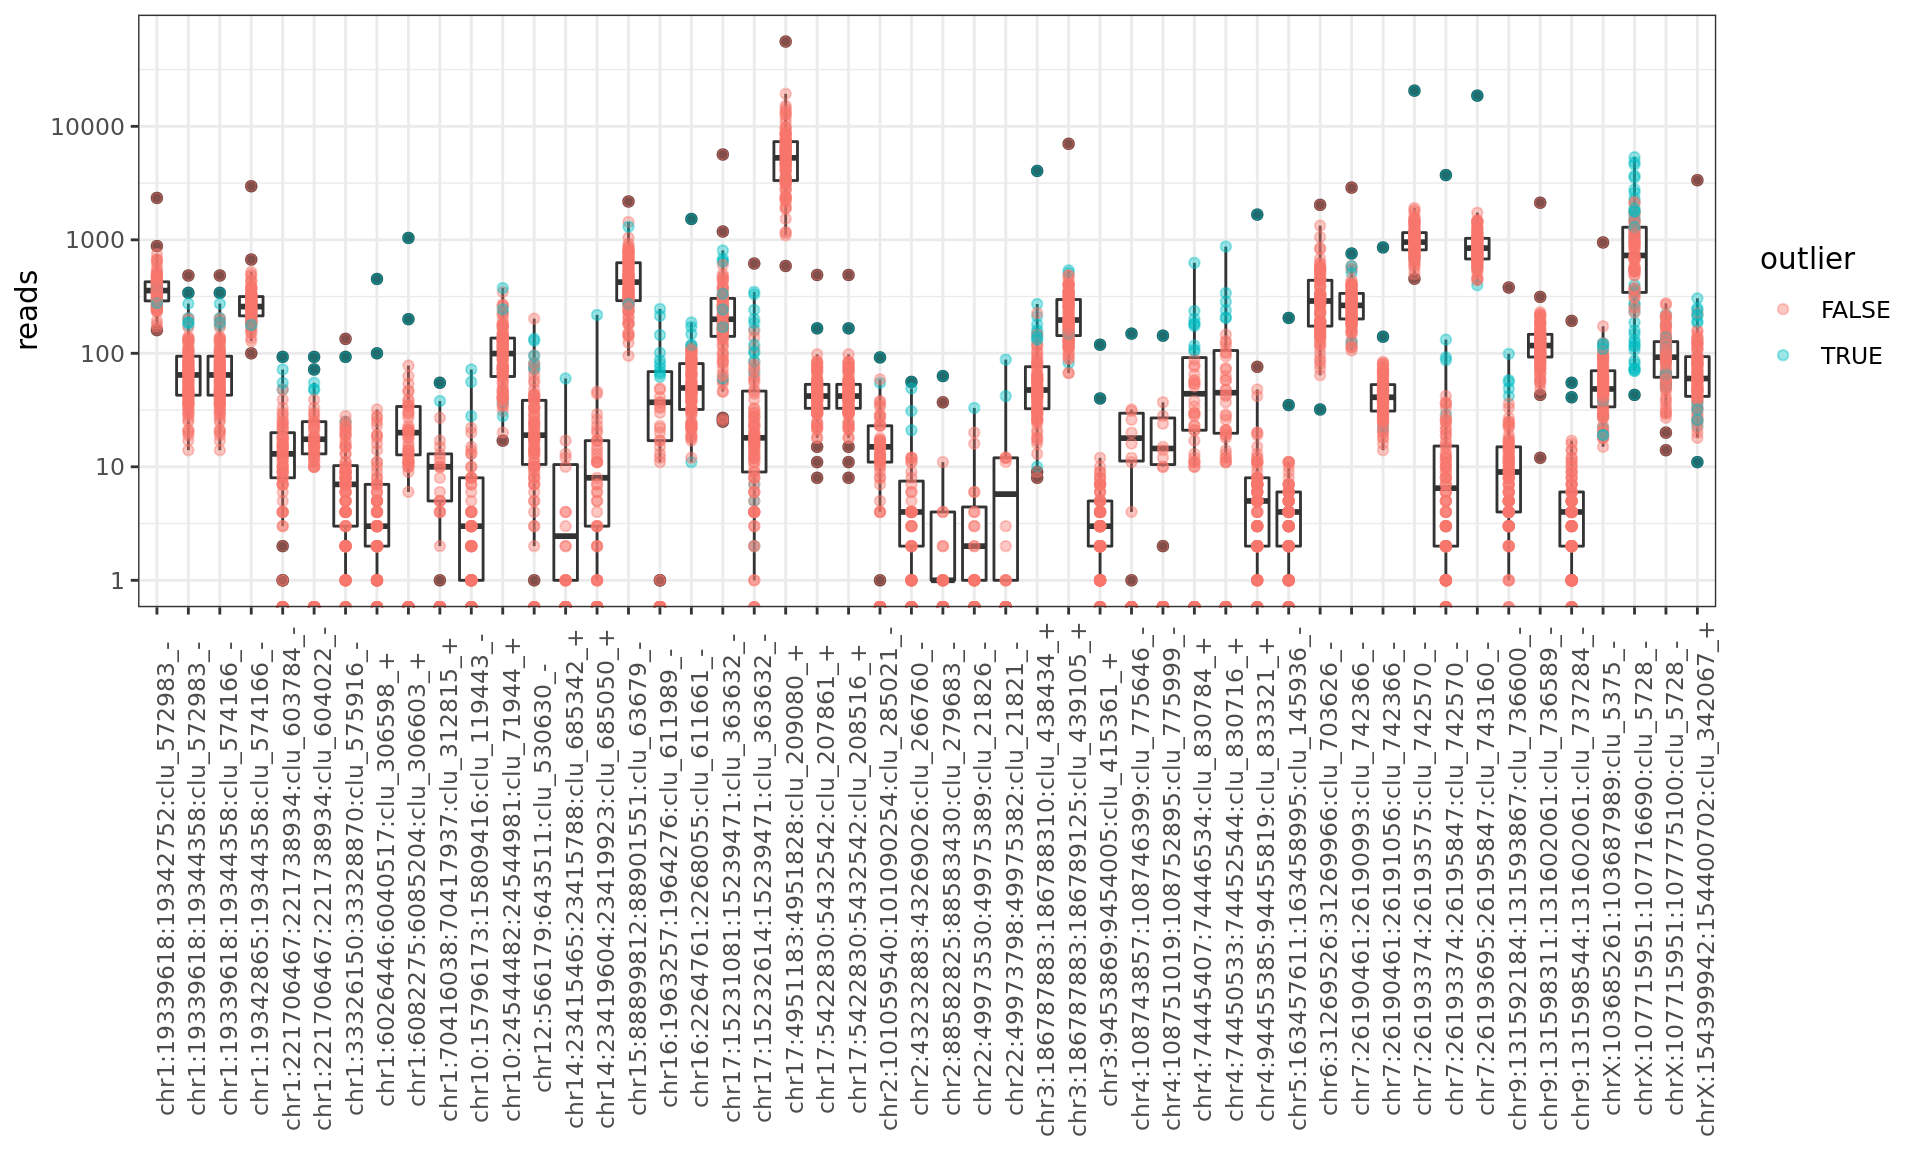 reads
10000
1000
100
10
1
outlier
FALSE
TRUE
chr1:19339618:19342752:clu_572983_-
chr1:19339618:19344358:clu_572983_-
chr1:19339618:19344358:clu_574166_-
chr1:19342865:19344358:clu_574166_-
chr1:221706467:221738934:clu_603784_-
chr1:221706467:221738934:clu_604022_-
chr1:33326150:33328870:clu_575916_-
chr1:60264446:60405177:clu_306598_+
chr1:60822275:60852204:clu_306603_+
chr1:70416038:70417937:clu_312815_+
chr10:15796173:15809416:clu_119443_-
chr10:24544482:24544981:clu_71944_+
chr12:566179:643511:clu_530630_-
chr14:23415465:23415788:clu_685342_+
chr14:23419604:23419923:clu_685050_+
chr15:88899812:88901551:clu_63679_-
chr16:1963257:1964276:clu_611989_-
chr16:2264761:2268055:clu_611661_-
chr17:15231081:15239471:clu_363632_-
chr17:15232614:15239471:clu_363632_-
chr17:4951183:4951828:clu_209080_+
chr17:5422830:5432542:clu_207861_+
chr17:5422830:5432542:clu_208516_+
chr2:101059540:101090254:clu_285021_-
chr2:43232883:43269026:clu_266760_-
chr2:88582825:88583430:clu_279683_-
chr22:49973530:49975389:clu_21826_-
chr22:49973798:49975382:clu_21821_-
chr3:186787883:186788310:clu_438434_+
chr3:186787883:186789125:clu_439105_+
chr3:9453869:9454005:clu_415361_+
chr4:108743857:108746399:clu_775646_-
chr4:108751019:108752895:clu_775999_-
chr4:74445407:74446534:clu_830784_+
chr4:74450533:74452544:clu_830716_+
chr4:94455385:94455819:clu_833321_+
chr5:163457611:163458995:clu_145936_-
chr6:31269526:31269966:clu_703626_-
chr7:26190461:26190993:clu_742366_-
chr7:26190461:26191056:clu_742366_-
chr7:26193374:26193575:clu_742570_-
chr7:26193374:26195847:clu_742570_-
chr7:26193695:26195847:clu_743160_-
chr9:131592184:131593867:clu_736600_-
chr9:131598311:131602061:clu_736589_-
chr9:131598544:131602061:clu_737284_-
chrX:103685261:103687989:clu_5375_-
chrX:107715951:107716690:clu_5728_-
chrX:107715951:107775100:clu_5728_-
chrX:154399942:154400702:clu_342067_+